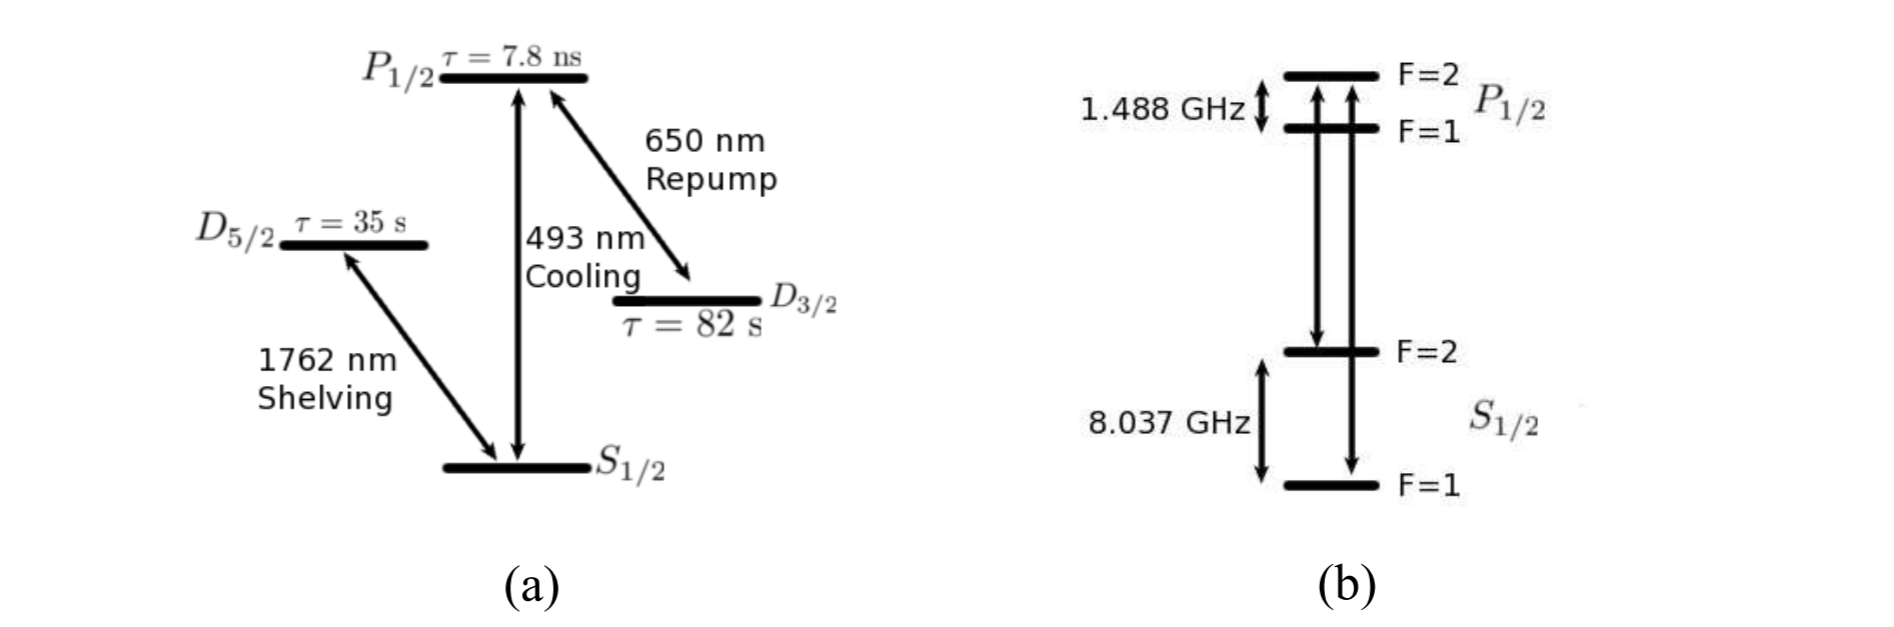 P1/2 τ = 7.8 ns
650 nm
Repump
D5/2 τ = 35 s
493 nm
Cooling
D3/2
τ = 82 s
1762 nm
Shelving
S1/2
(a)
F=2
1.488 GHz
P1/2
F=1
F=2
8.037 GHz
S1/2
F=1
(b)